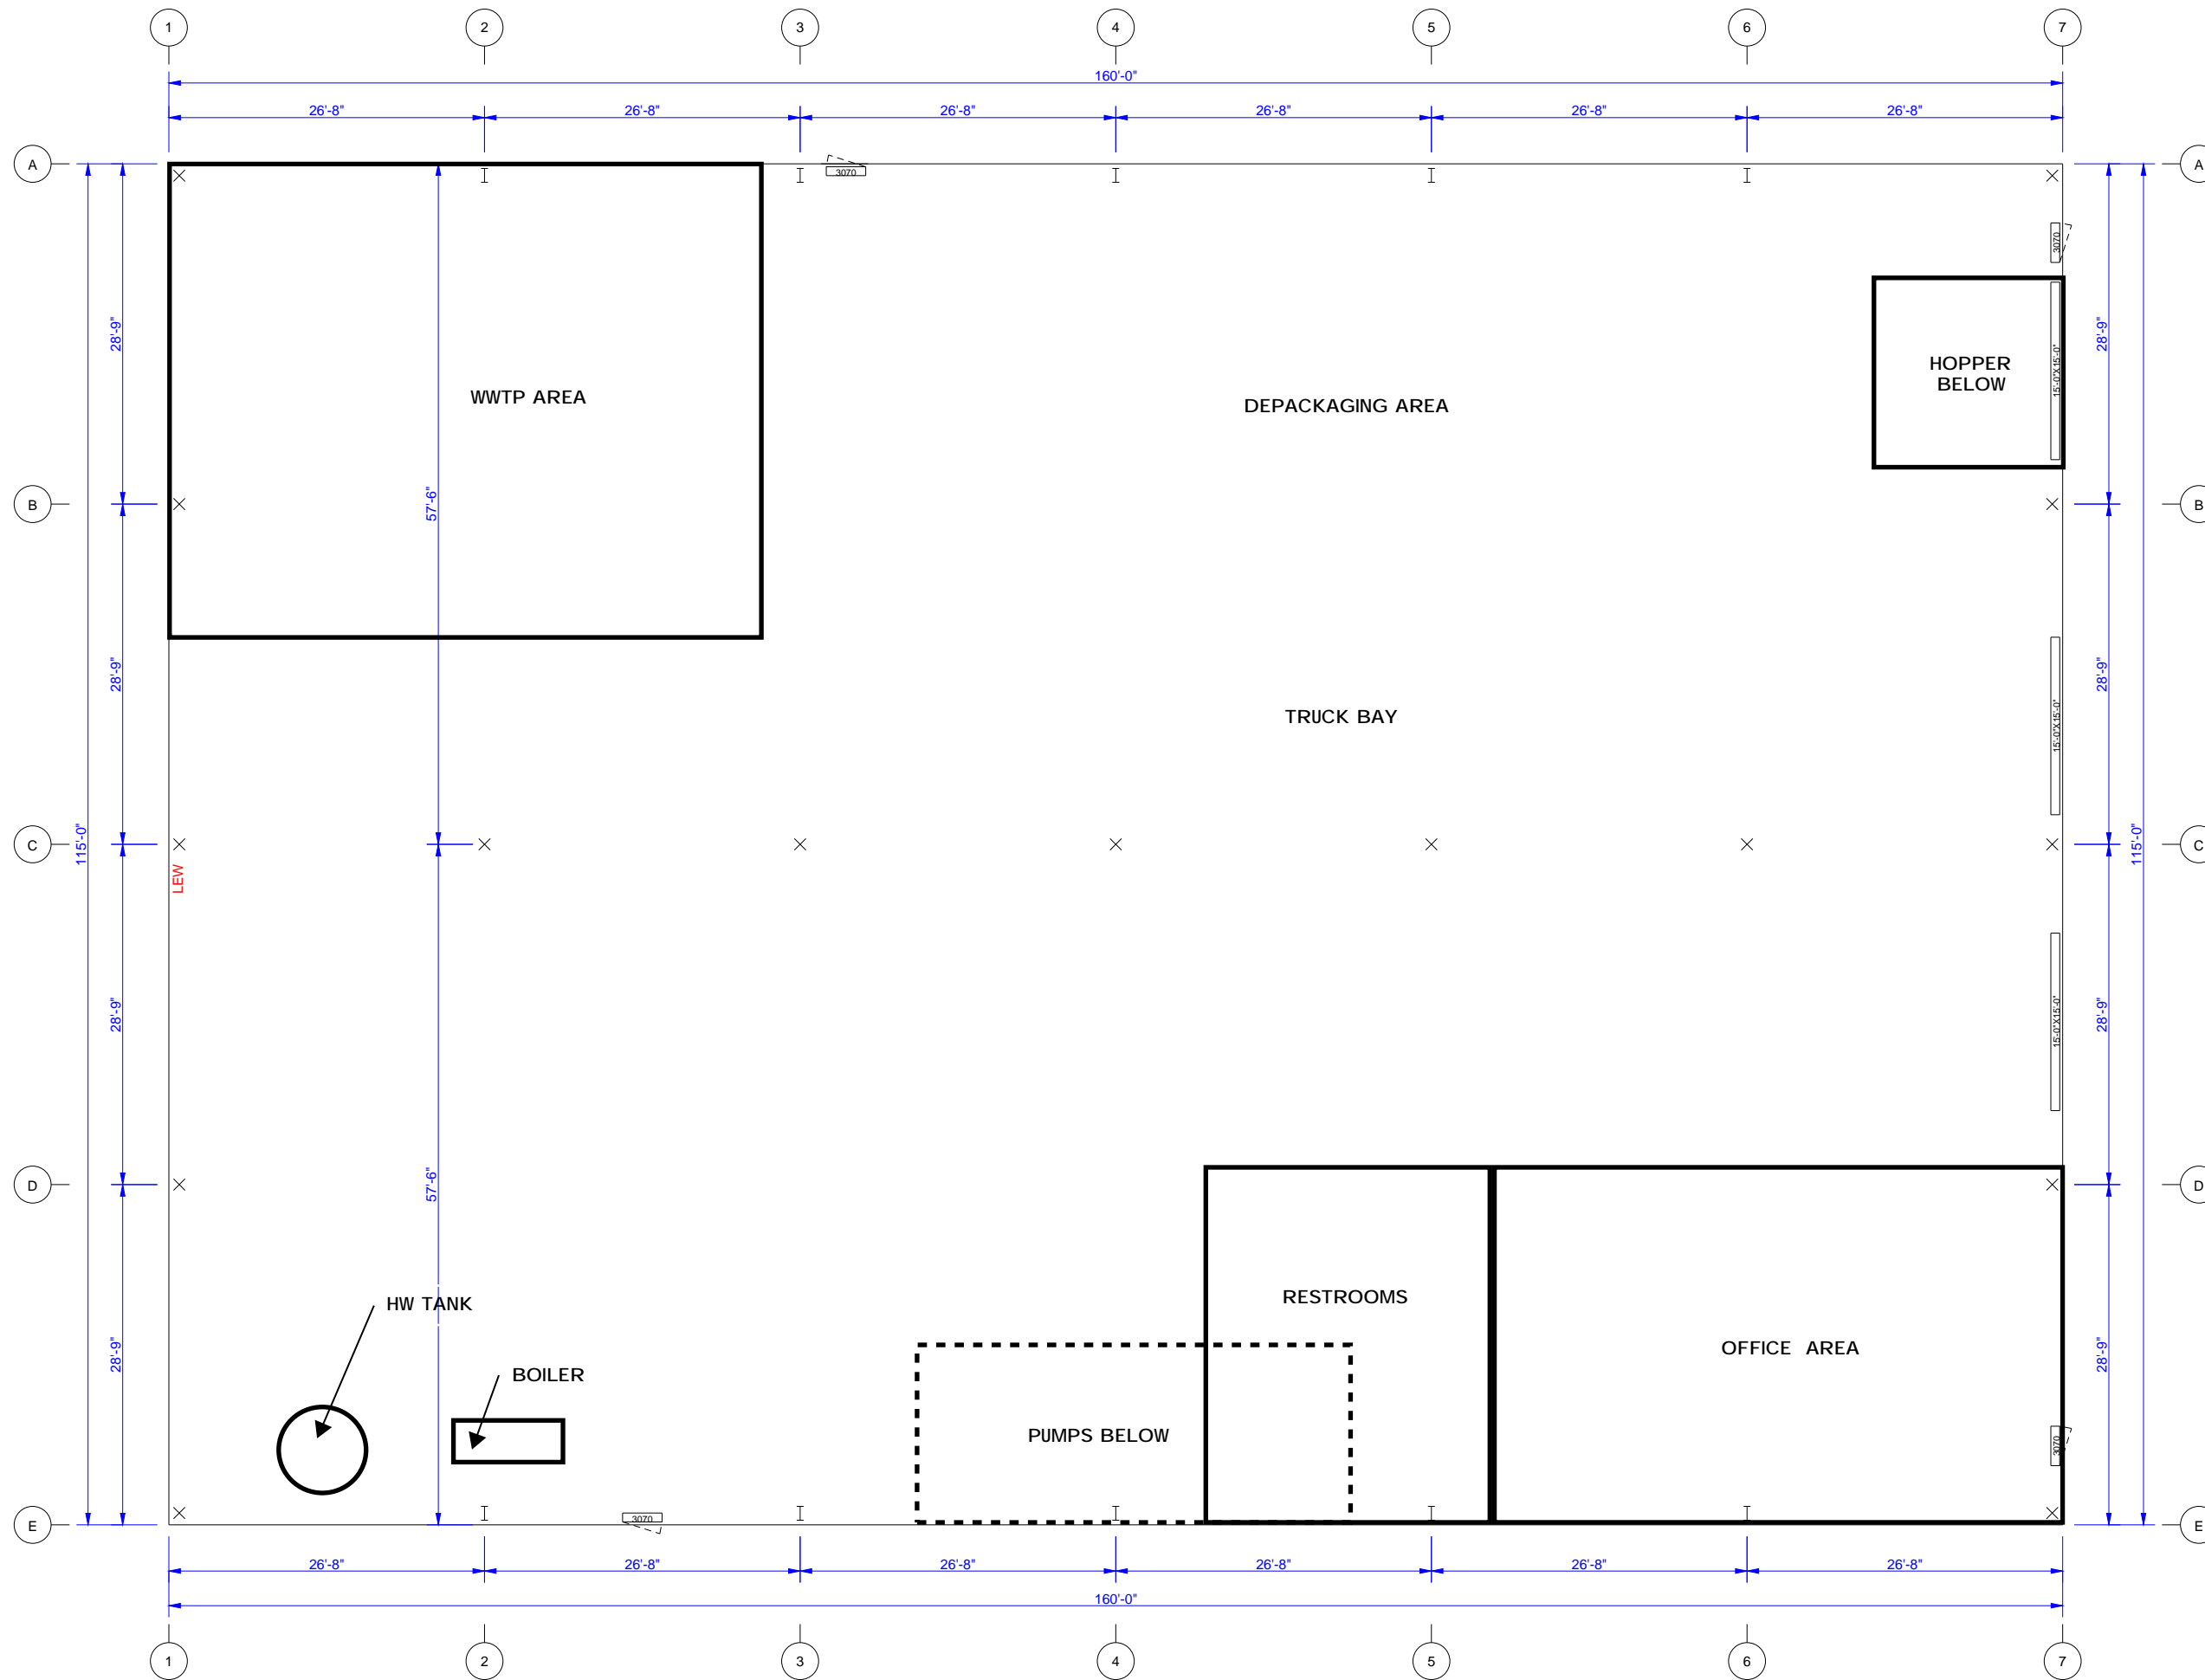 1 2 3 4 5 6 7
160'-0"
26'-8" 26'-8" 26'-8" 26'-8" 26'-8" 26'-8"
A A
3070
3070
28'-9" 28'-9"
HOPPER
BELOW
15'-0"X15'-0"
WWTP AREA
DEPACKAGING AREA
B B
57'-6"
28'-9" 28'-9"
TRUCK BAY
15'-0"X15'-0"
C C
115'-0" 115'-0"
LEW
28'-9" 28'-9"
15'-0"X15'-0"
D D
57'-6"
RESTROOMS
HW TANK
OFFICE AREA
28'-9" 28'-9"
BOILER
PUMPS BELOW
3070
3070
E E
26'-8" 26'-8" 26'-8" 26'-8" 26'-8" 26'-8"
160'-0"
1 2 3 4 5 6 7